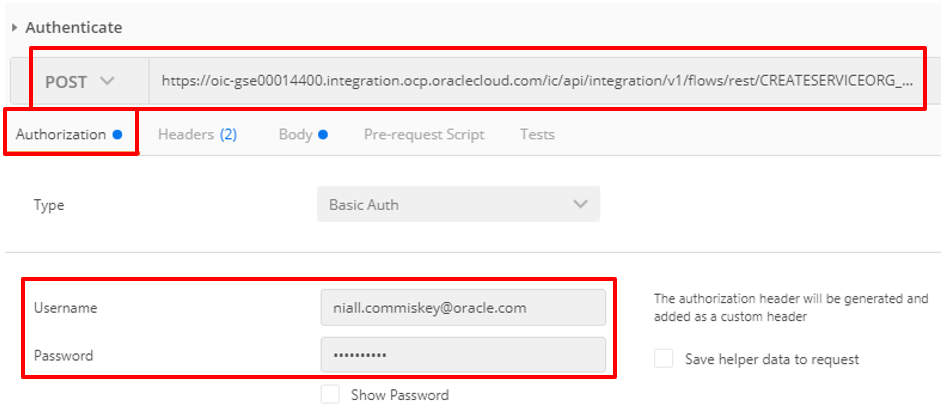 Authenticate
POST https://oic-gse00014400.integration.ocp.oraclecloud.com/ic/api/integration/v1/flows/rest/CREATESERVICEORG_...
Authorization Headers (2) Body Pre-request Script Tests
Type Basic Auth
Username niall.commiskey@oracle.com
The authorization header will be generated and
added as a custom header
Password ••••••••••
Save helper data to request
Show Password